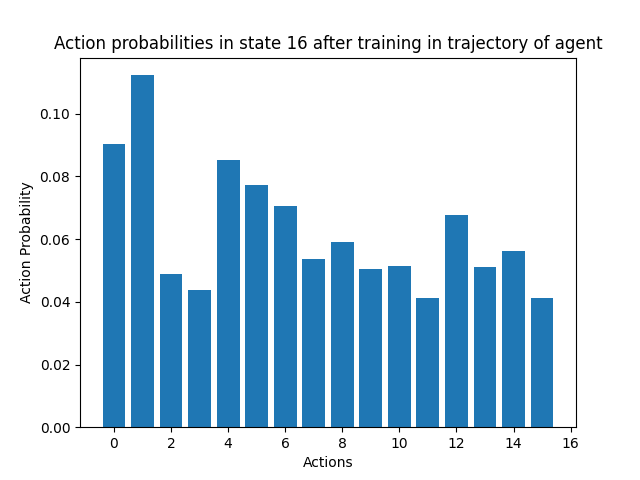 Action probabilities in state 16 after training in trajectory of agent
Action Probability
0.10
0.08
0.06
0.04
0.02
0.00
0 2 4 6 8 10 12 14 16
Actions